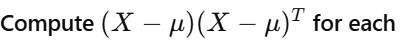 Compute (X − μ)(X − μ)ᵀ for each